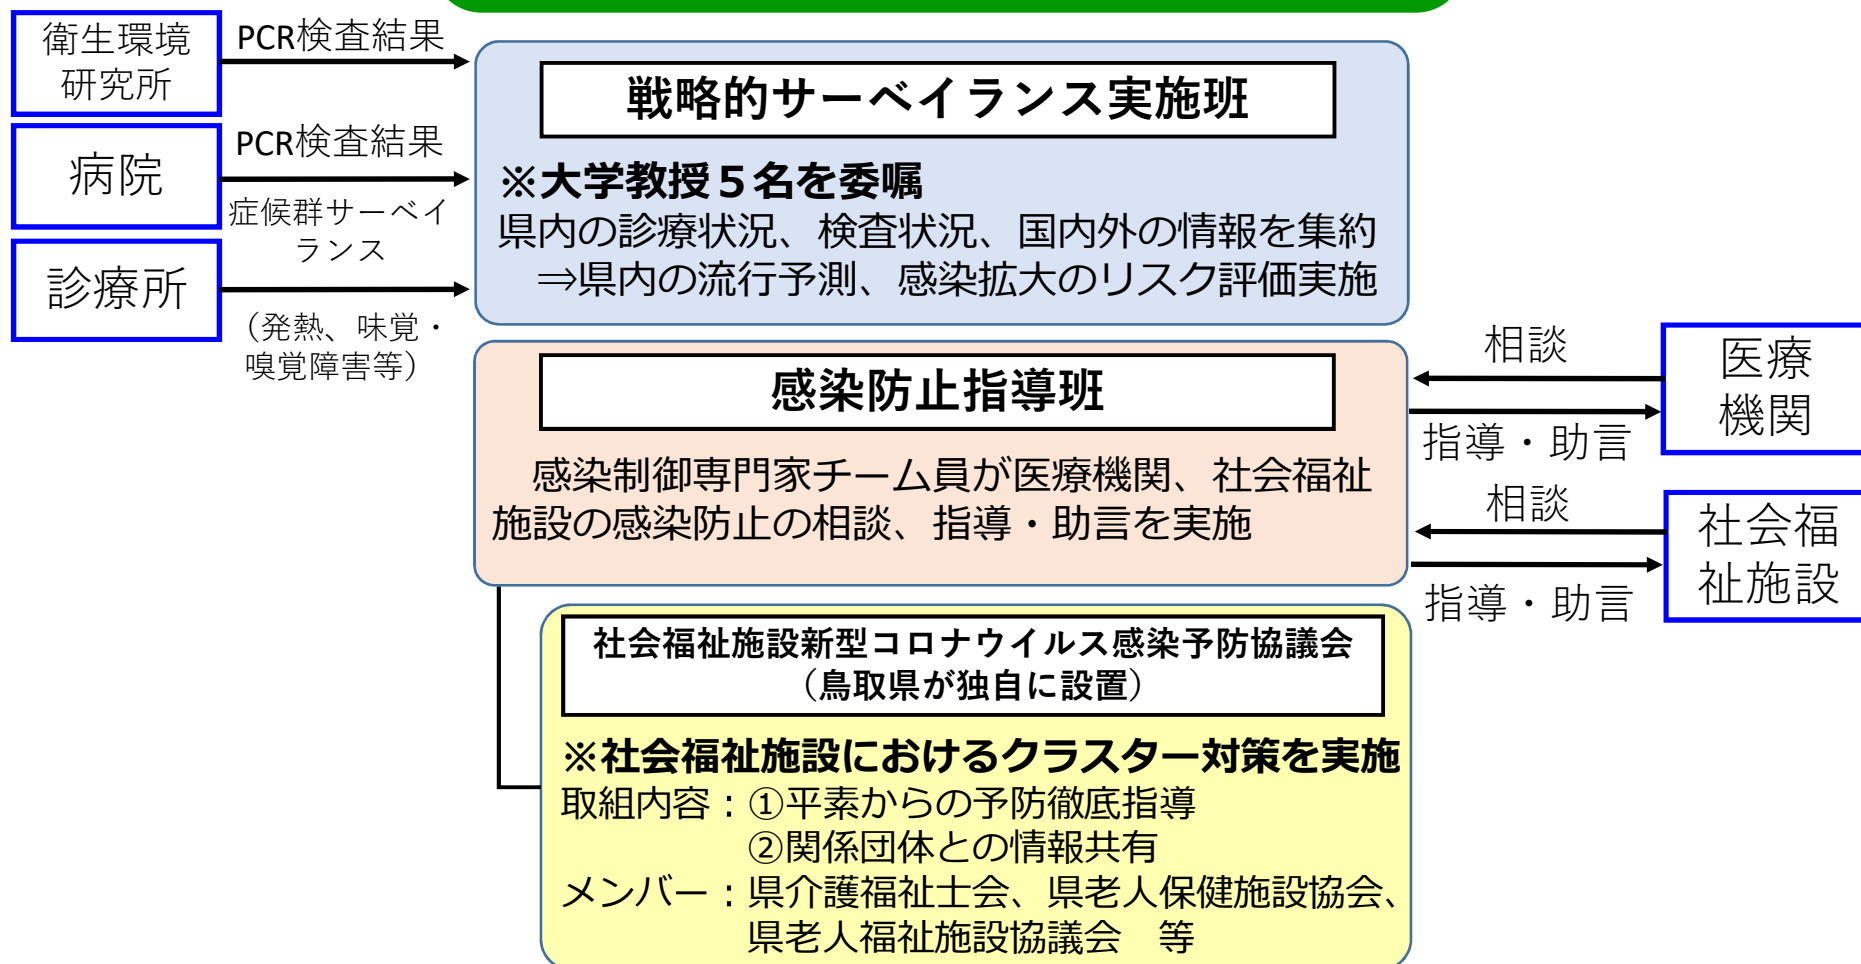 衛生環境
研究所
PCR検査結果
病院
PCR検査結果
症候群サーベイ
ランス
診療所
（発熱、味覚・
嗅覚障害等）
戦略的サーベイランス実施班
※大学教授５名を委嘱
県内の診療状況、検査状況、国内外の情報を集約
⇒県内の流行予測、感染拡大のリスク評価実施
感染防止指導班
感染制御専門家チーム員が医療機関、社会福祉
施設の感染防止の相談、指導・助言を実施
相談
医療
機関
指導・助言
相談
社会福
祉施設
指導・助言
社会福祉施設新型コロナウイルス感染予防協議会
（鳥取県が独自に設置）
※社会福祉施設におけるクラスター対策を実施
取組内容：①平素からの予防徹底指導
②関係団体との情報共有
メンバー：県介護福祉士会、県老人保健施設協会、
県老人福祉施設協議会　等